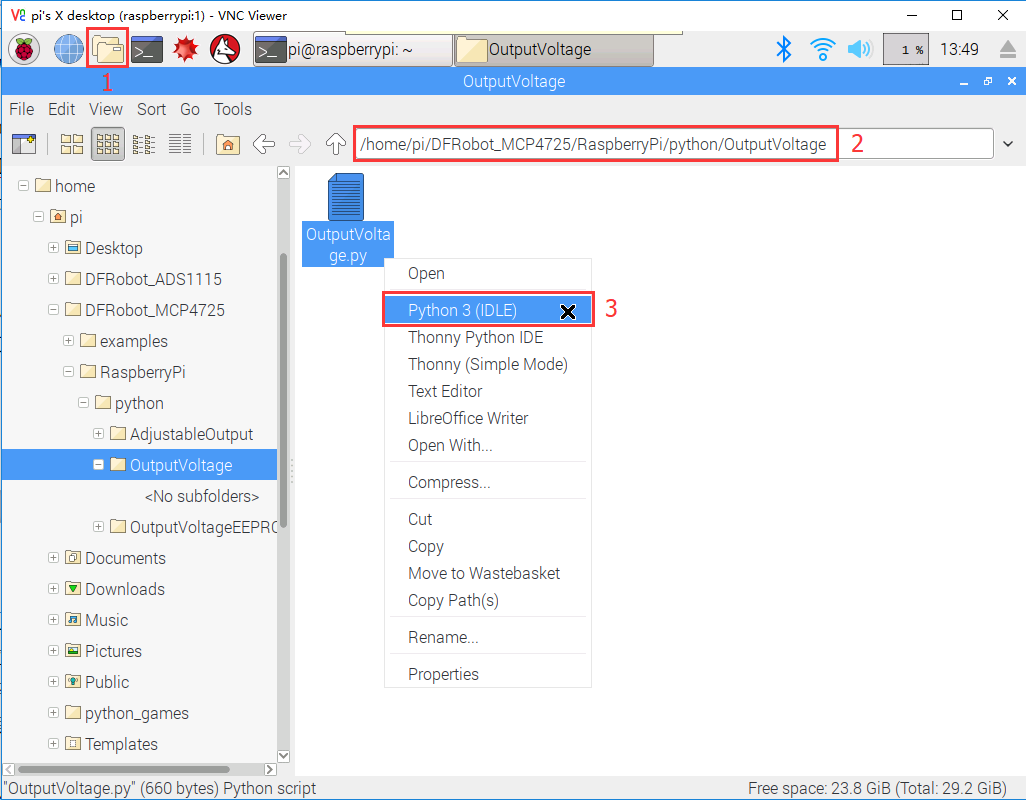 pi's X desktop (raspberrypi:1) - VNC Viewer
pi@raspberrypi: ~
OutputVoltage
1 %
13:49
1
OutputVoltage
File Edit View Sort Go Tools
/home/pi/DFRobot_MCP4725/RaspberryPi/python/OutputVoltage
2
home
pi
Desktop
DFRobot_ADS1115
DFRobot_MCP4725
examples
RaspberryPi
python
AdjustableOutput
OutputVoltage
<No subfolders>
OutputVoltageEEPRO
Documents
Downloads
Music
Pictures
Public
python_games
Templates
OutputVolta
ge.py
Open
Python 3 (IDLE)
3
Thonny Python IDE
Thonny (Simple Mode)
Text Editor
LibreOffice Writer
Open With...
Compress...
Cut
Copy
Move to Wastebasket
Copy Path(s)
Rename...
Properties
"OutputVoltage.py" (660 bytes) Python script
Free space: 23.8 GiB (Total: 29.2 GiB)